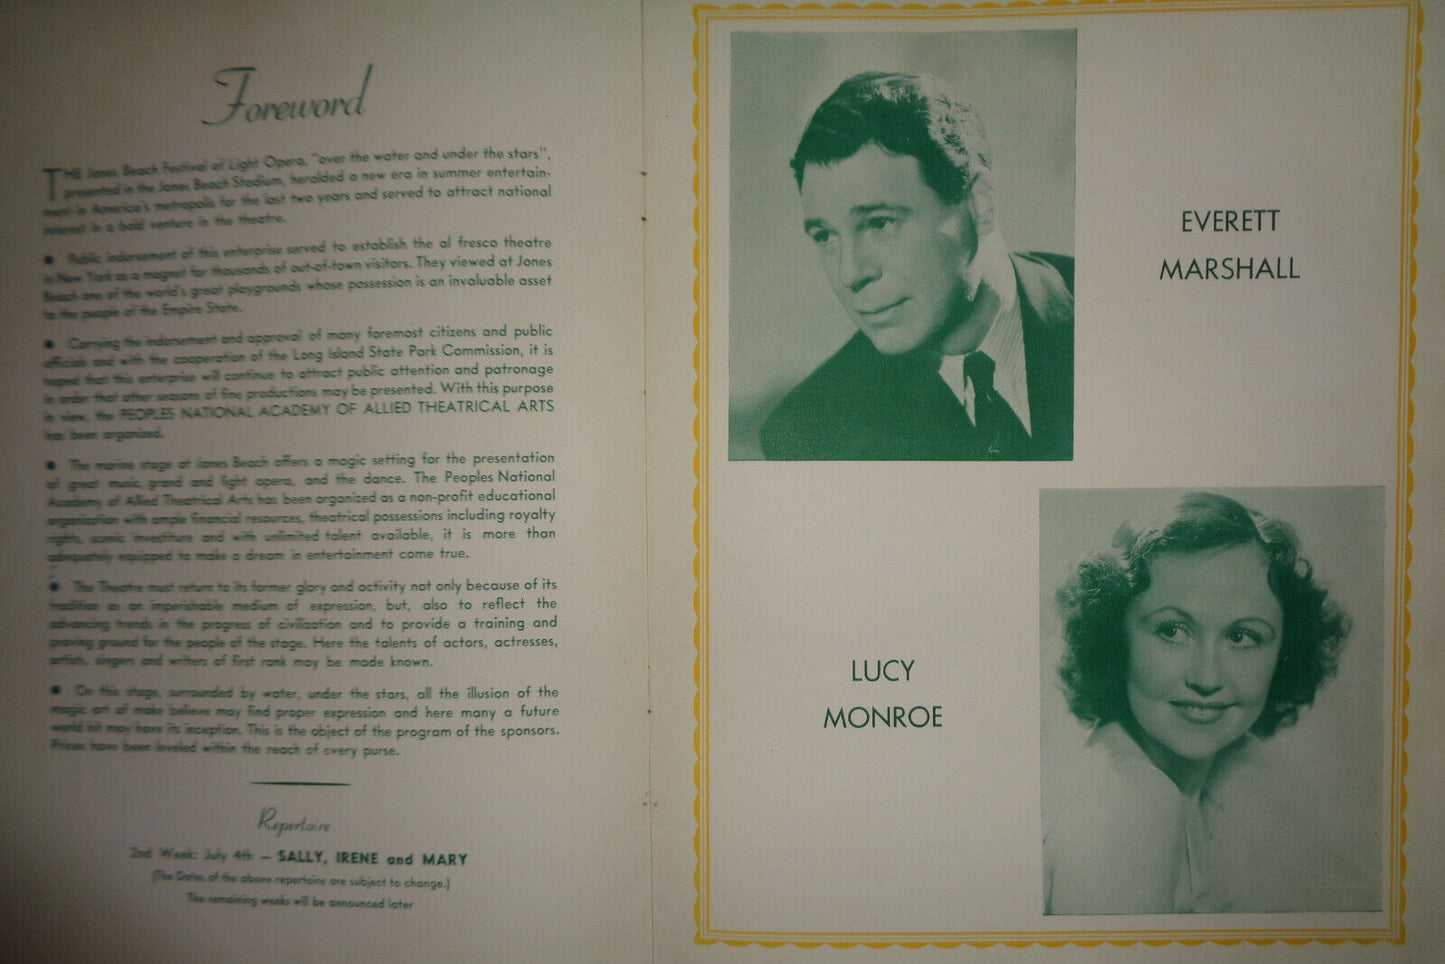 Foreword
THE Jones Beach Festival of Light Opera, "over the water and under the stars",
presented in the Jones Beach Stadium, heralded a new era in summer entertain-
ment in America's metropolis for the last two years and served to attract national
interest in a bold venture in the theatre.
● Public indorsement of this enterprise served to establish the al fresco theatre
in New York as a magnet for thousands of out-of-town visitors. They viewed at Jones
Beach one of the world's great playgrounds whose possession is an invaluable asset
to the people of the Empire State.
● Carrying the indorsement and approval of many foremost citizens and public
officials and with the cooperation of the Long Island State Park Commission, it is
hoped that this enterprise will continue to attract public attention and patronage
in order that other seasons of fine productions may be presented. With this purpose
in view, the PEOPLES NATIONAL ACADEMY OF ALLIED THEATRICAL ARTS
has been organized.
● The marine stage at Jones Beach offers a magic setting for the presentation
of great music, grand and light opera, and the dance. The Peoples National
Academy of Allied Theatrical Arts has been organized as a non-profit educational
organization with ample financial resources, theatrical possessions including royalty
rights, scenic investiture and with unlimited talent available, it is more than
adequately equipped to make a dream in entertainment come true.
● The Theatre must return to its former glory and activity not only because of its
tradition as an imperishable medium of expression, but, also to reflect the
advancing trends in the progress of civilization and to provide a training and
proving ground for the people of the stage. Here the talents of actors, actresses,
artists, singers and writers of first rank may be made known.
● On this stage, surrounded by water, under the stars, all the illusion of the
magic art of make believe may find proper expression and here many a future
world hit may have its inception. This is the object of the program of the sponsors.
Prices have been leveled within the reach of every purse.
Repertoire
2nd Week: July 4th — SALLY, IRENE and MARY
(The Dates of the above repertoire are subject to change.)
The remaining weeks will be announced later
EVERETT
MARSHALL
LUCY
MONROE